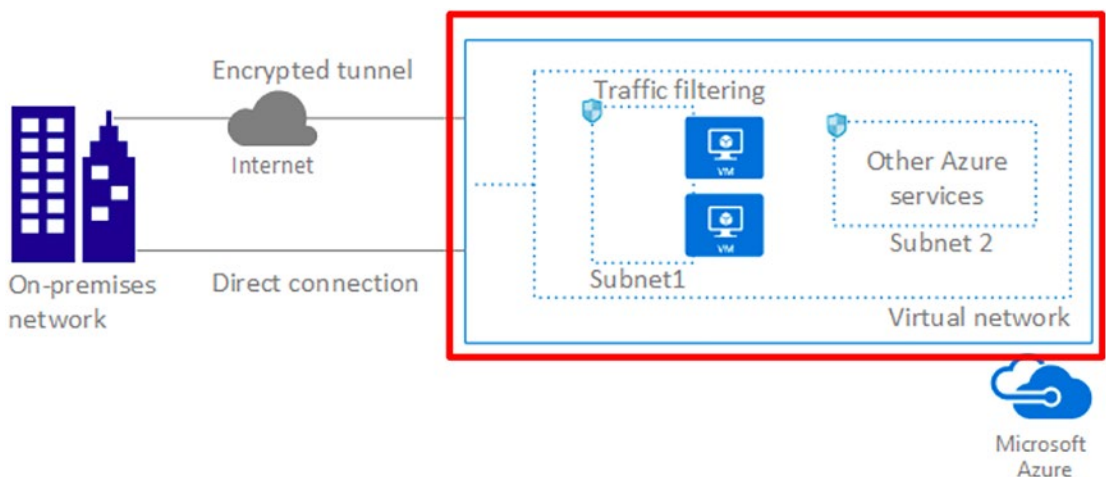 Encrypted tunnel
Internet
On-premises
network
Direct connection
Traffic filtering
VM
VM
Subnet1
Other Azure
services
Subnet 2
Virtual network
Microsoft
Azure